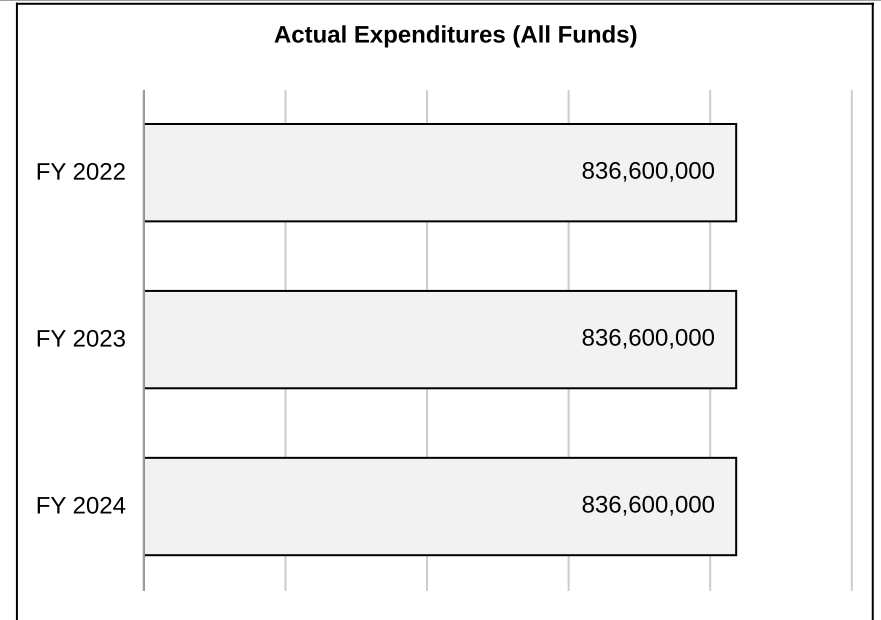 Actual Expenditures (All Funds)
FY 2022 836,600,000
FY 2023 836,600,000
FY 2024 836,600,000